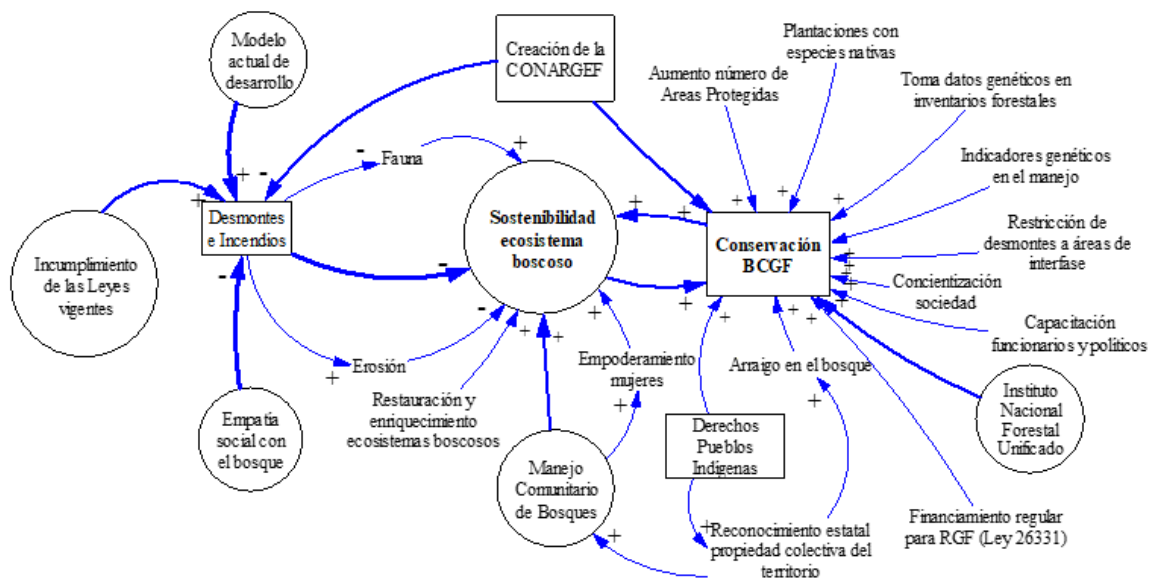 Modelo
actual de
desarrollo
Creación de la
CONARGEF
Plantaciones con
especies nativas
Aumento número de
Areas Protegidas
Toma datos genéticos en
inventarios forestales
Fauna
Indicadores genéticos
en el manejo
Desmontes
e Incendios
Sostenibilidad
ecosistema
boscoso
Conservación
BCGF
Restricción de
desmontes a áreas de
interfase
Incumplimiento
de las Leyes
vigentes
Concientización
sociedad
Capacitación
funcionarios y políticos
Erosión
Empoderamiento
mujeres
Arraigo en el bosque
Restauración y
enriquecimiento
ecosistemas boscosos
Instituto
Nacional
Forestal
Unificado
Empatía
social con
el bosque
Derechos
Pueblos
Indígenas
Manejo
Comunitario
de Bosques
Reconocimiento estatal
propiedad colectiva del
territorio
Financiamiento regular
para RGF (Ley 26331)